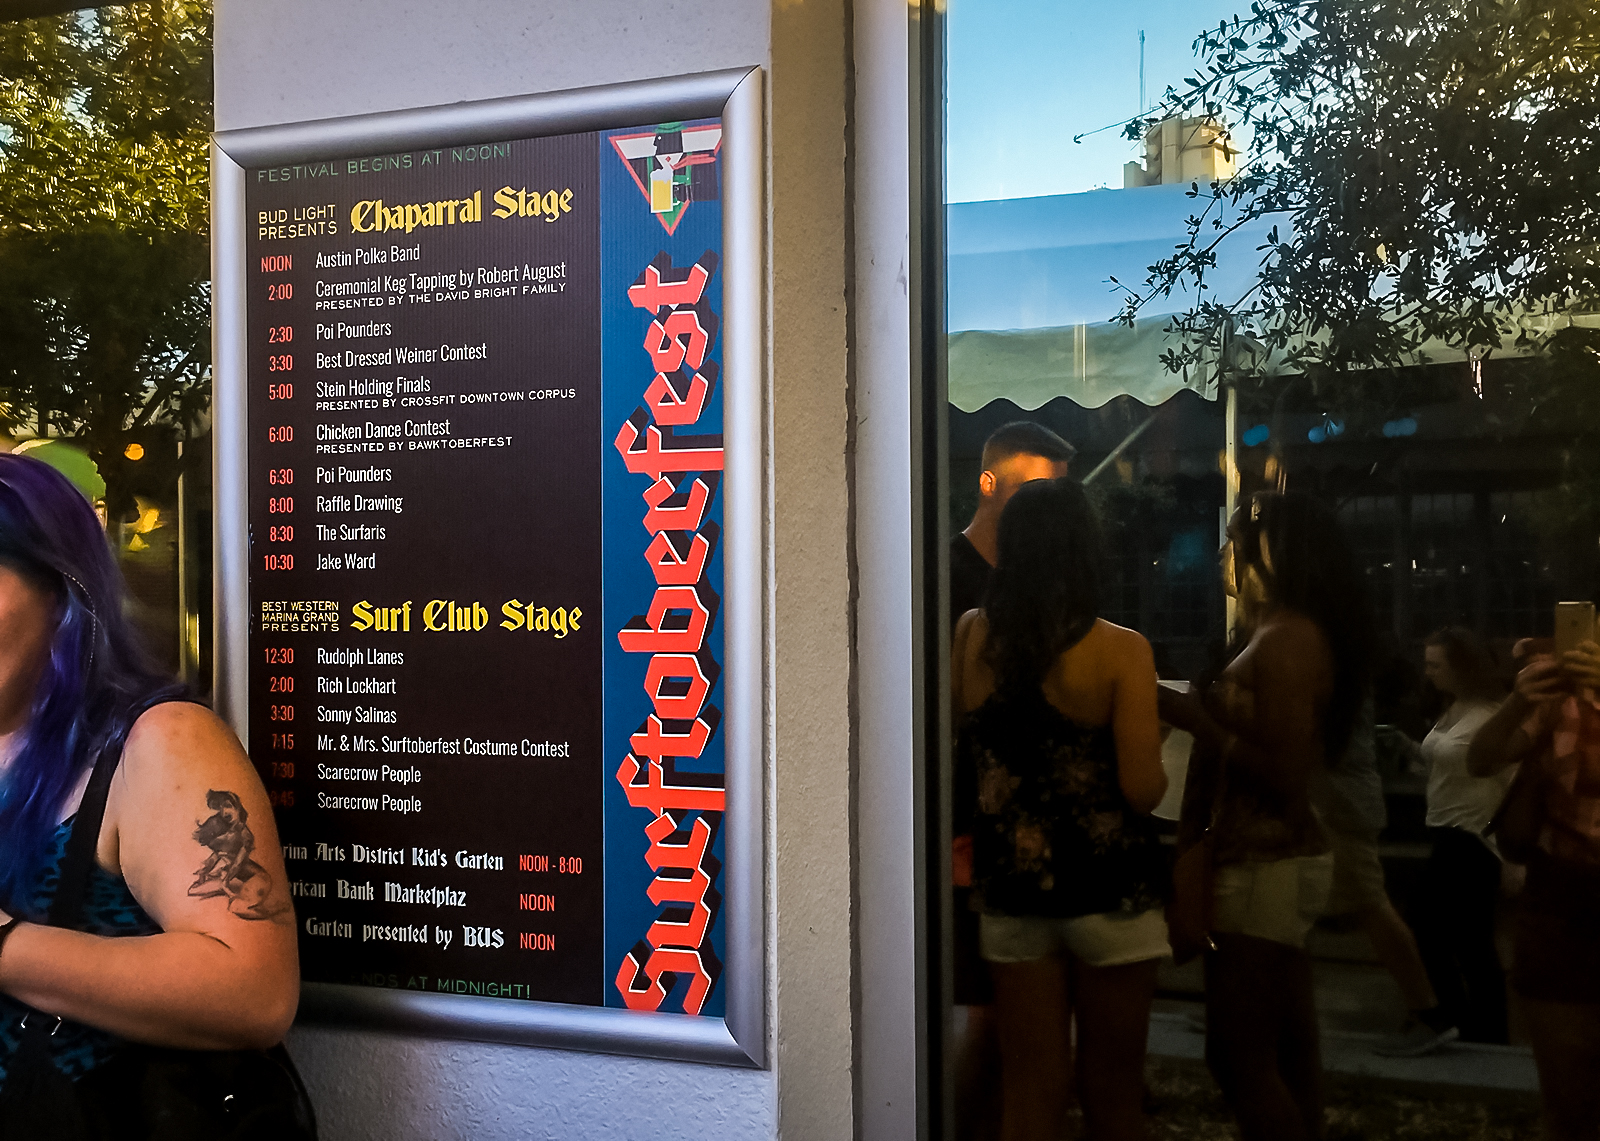 FESTIVAL BEGINS AT NOON!
BUD LIGHT PRESENTS Chaparral Stage
NOON Austin Polka Band
2:00 Ceremonial Keg Tapping by Robert August
PRESENTED BY THE DAVID BRIGHT FAMILY
2:30 Poi Pounders
3:30 Best Dressed Weiner Contest
5:00 Stein Holding Finals
PRESENTED BY CROSSFIT DOWNTOWN CORPUS
6:00 Chicken Dance Contest
PRESENTED BY BAWKTOBERFEST
6:30 Poi Pounders
8:00 Raffle Drawing
8:30 The Surfaris
10:30 Jake Ward
BEST WESTERN MARINA GRAND PRESENTS Surf Club Stage
12:30 Rudolph Llanes
2:00 Rich Lockhart
3:30 Sonny Salinas
7:15 Mr. & Mrs. Surftoberfest Costume Contest
7:30 Scarecrow People
:45 Scarecrow People
rina Arts District Kid's Garten NOON - 8:00
erican Bank Marketplaz NOON
Garten presented by BUS NOON
NDS AT MIDNIGHT!
Surftoberfest